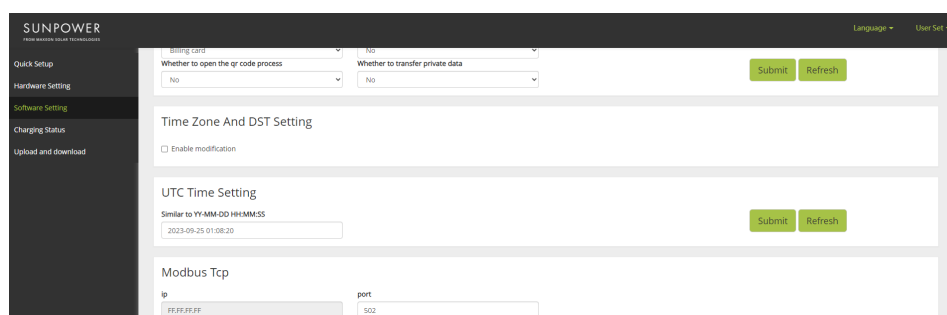 SUNPOWER
FROM MAXEON SOLAR TECHNOLOGIES
Language
User Set
Quick Setup
Hardware Setting
Software Setting
Charging Status
Upload and download
Billing card
No
Whether to open the qr code process
Whether to transfer private data
No
No
Submit
Refresh
Time Zone And DST Setting
Enable modification
UTC Time Setting
Similar to YY-MM-DD HH:MM:SS
2023-09-25 01:08:20
Submit
Refresh
Modbus Tcp
ip
port
FF.FF.FF.FF
502